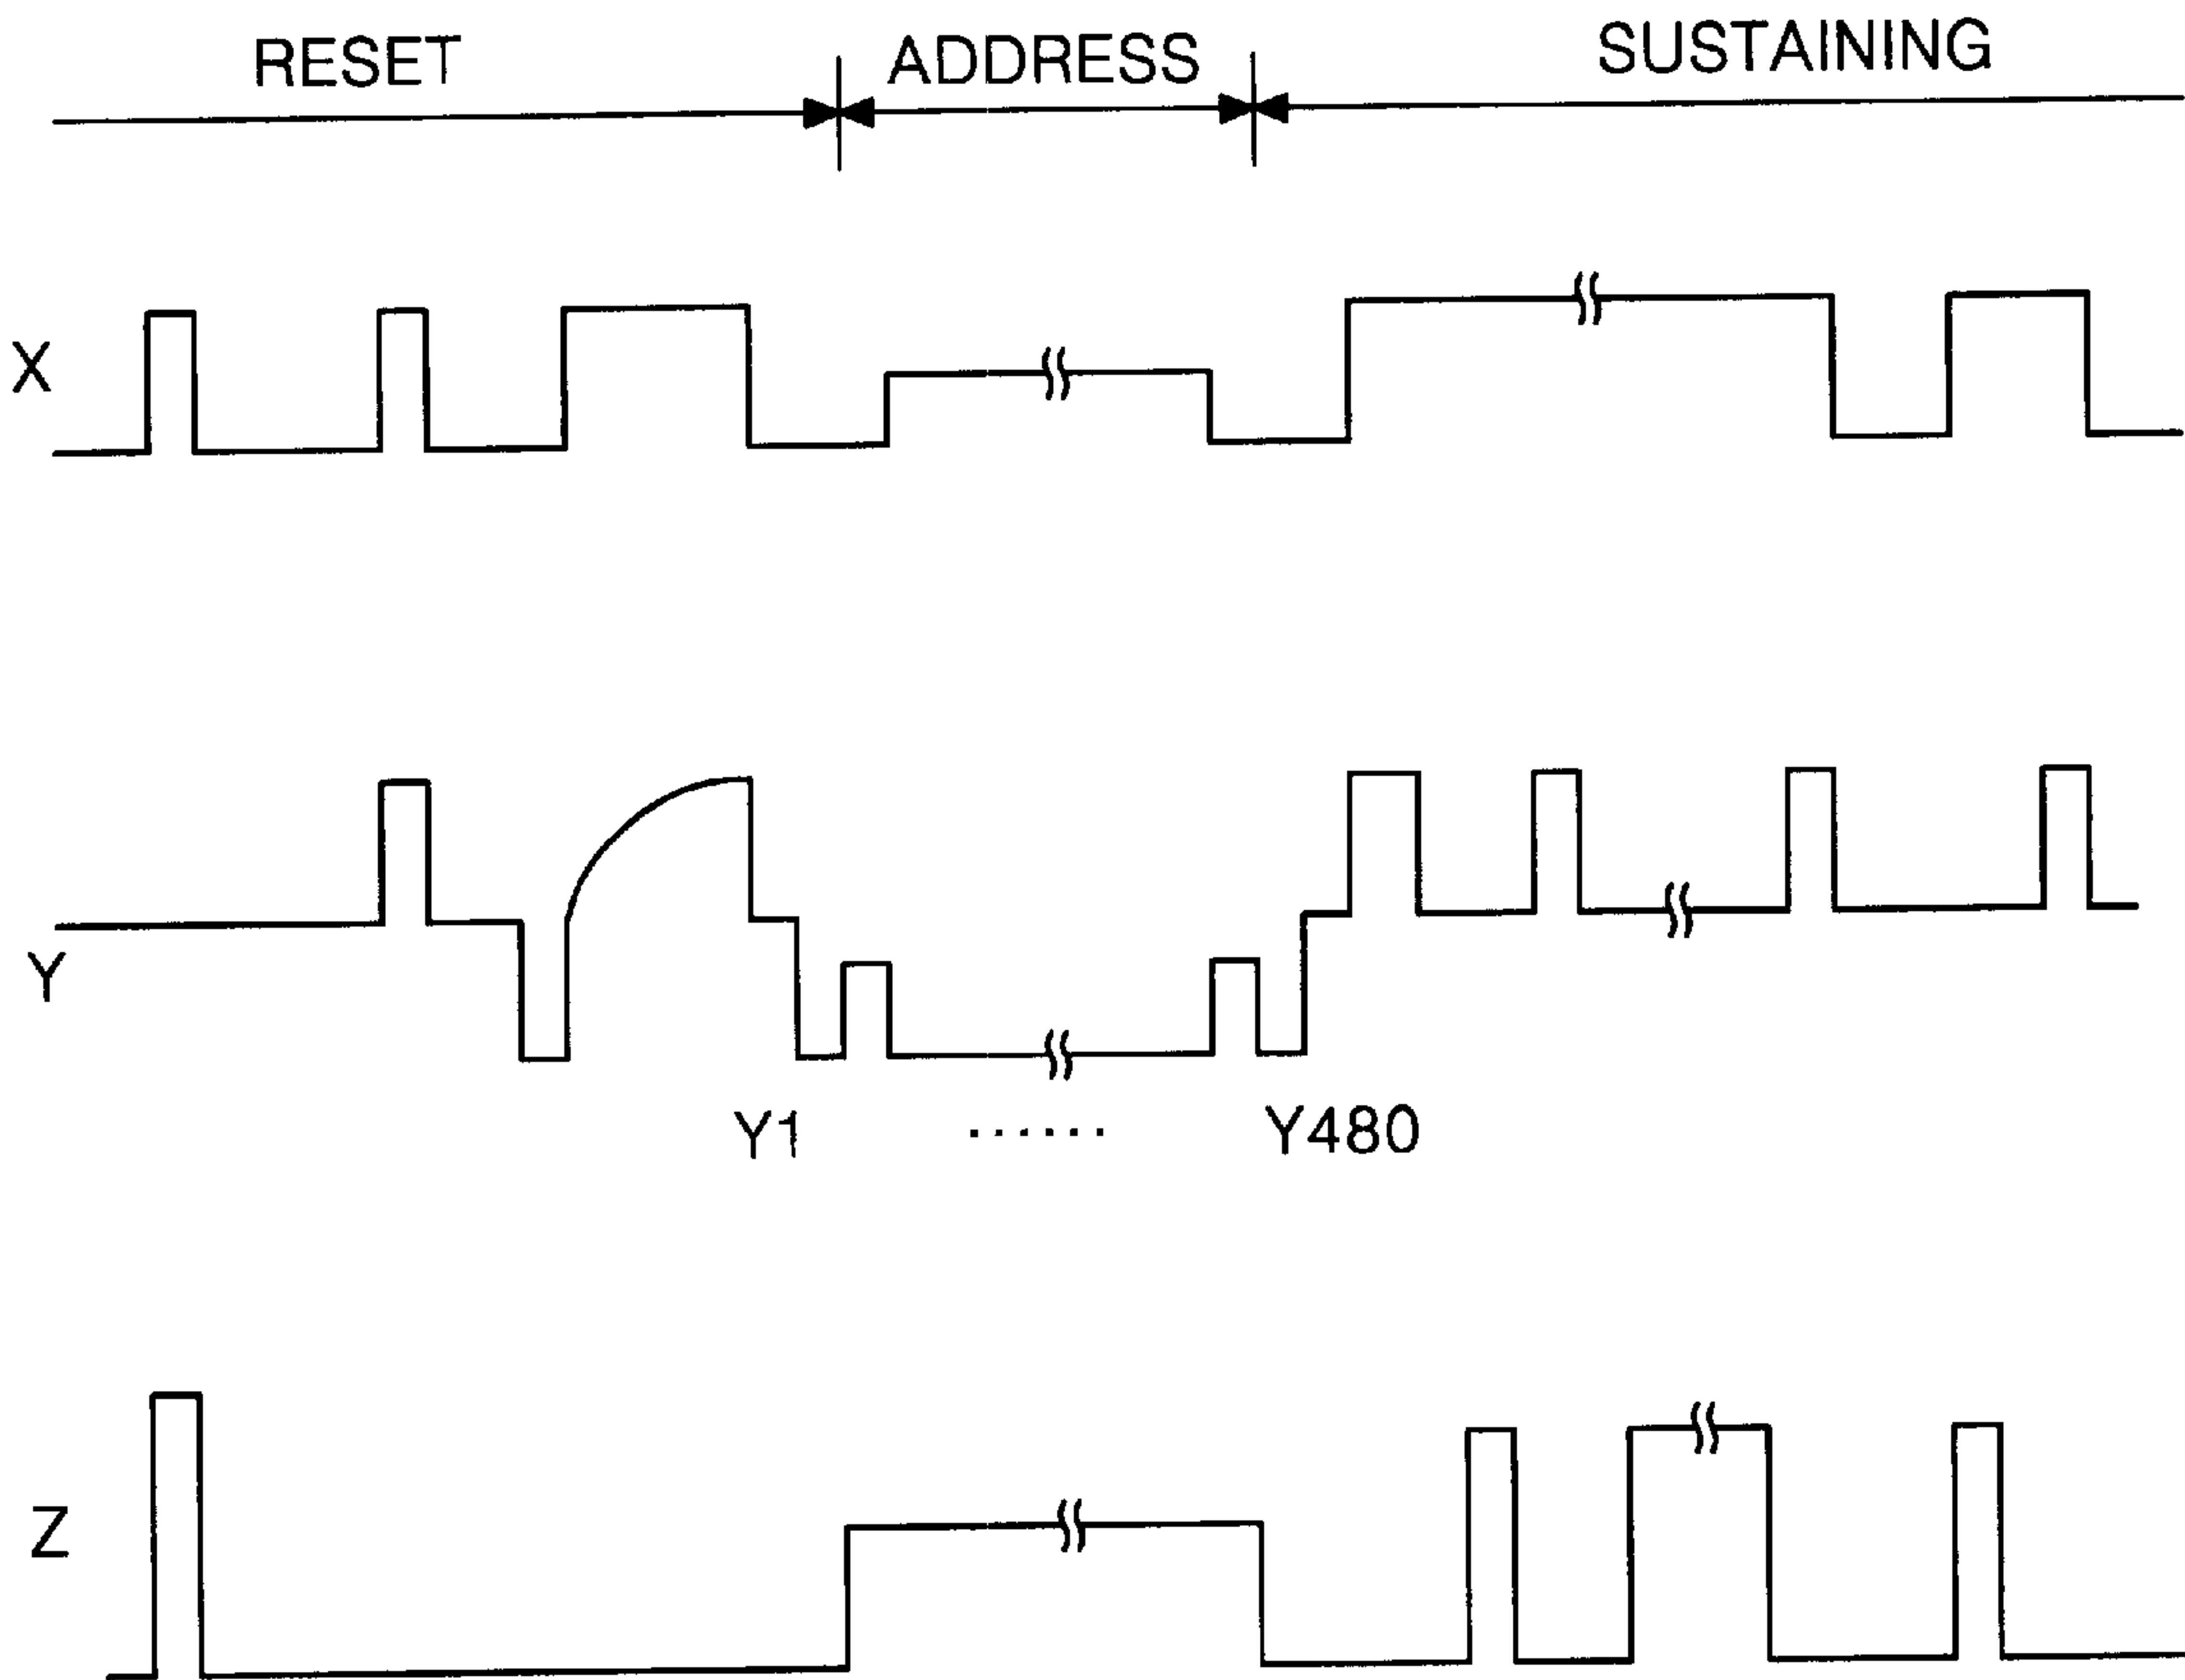 RESET ADDRESS SUSTAINING
X
Y
Y1 ······ Y480
Z